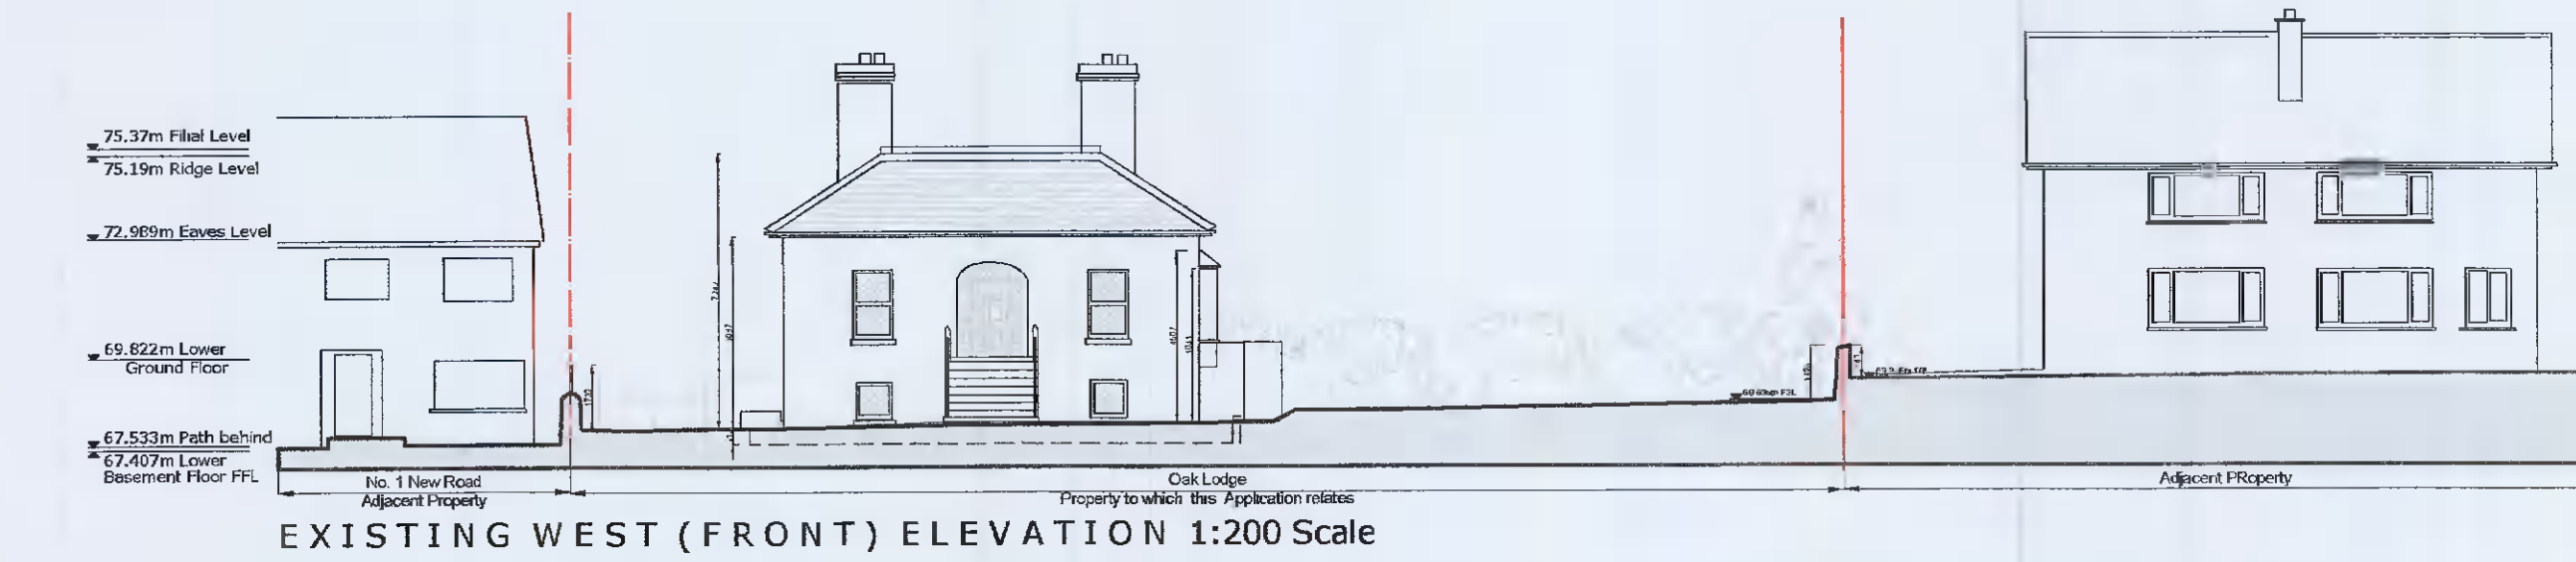 75.37m Filial Level
75.19m Ridge Level
72.989m Eaves Level
69.822m Lower
Ground Floor
67.533m Path behind
67.407m Lower
Basement Floor FFL
No. 1 New Road
Adjacent Property
Oak Lodge
Property to which this Application relates
Adjacent PRoperty
EXISTING WEST (FRONT) ELEVATION 1:200 Scale